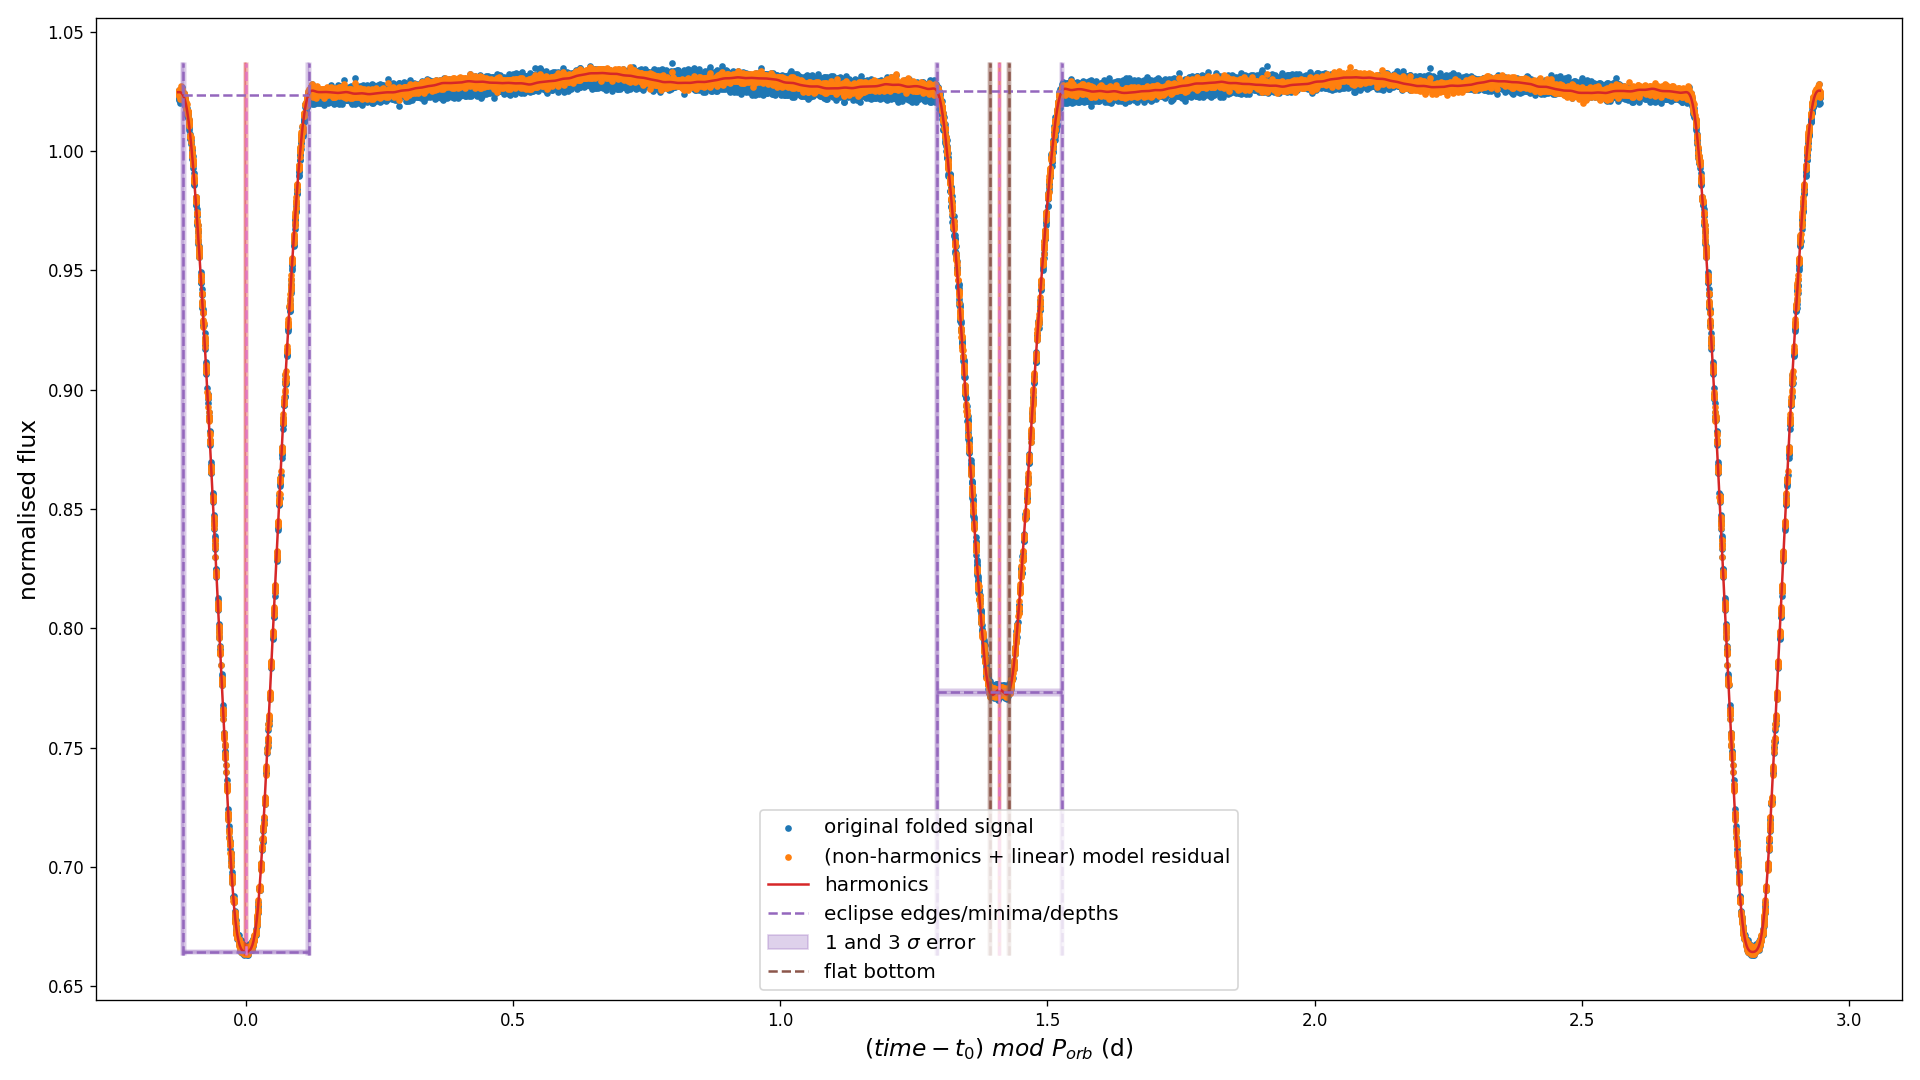 1.05
1.00
0.95
0.90
0.85
0.80
0.75
0.70
0.65
normalised flux
original folded signal
(non-harmonics + linear) model residual
harmonics
eclipse edges/minima/depths
1 and 3 σ error
flat bottom
0.0 0.5 1.0 1.5 2.0 2.5 3.0
(time − t₀) mod Pₒᵣb (d)